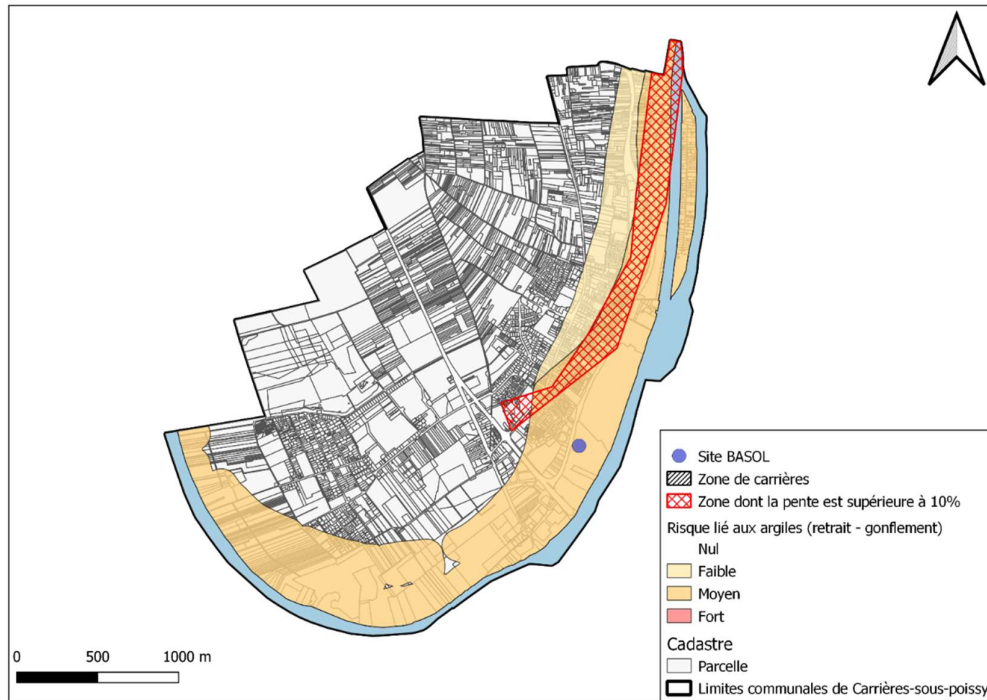 Site BASOL
Zone de carrières
Zone dont la pente est supérieure à 10%
Risque lié aux argiles (retrait - gonflement)
Nul
Faible
Moyen
Fort
Cadastre
Parcelle
Limites communales de Carrières-sous-poissy
0 500 1000 m